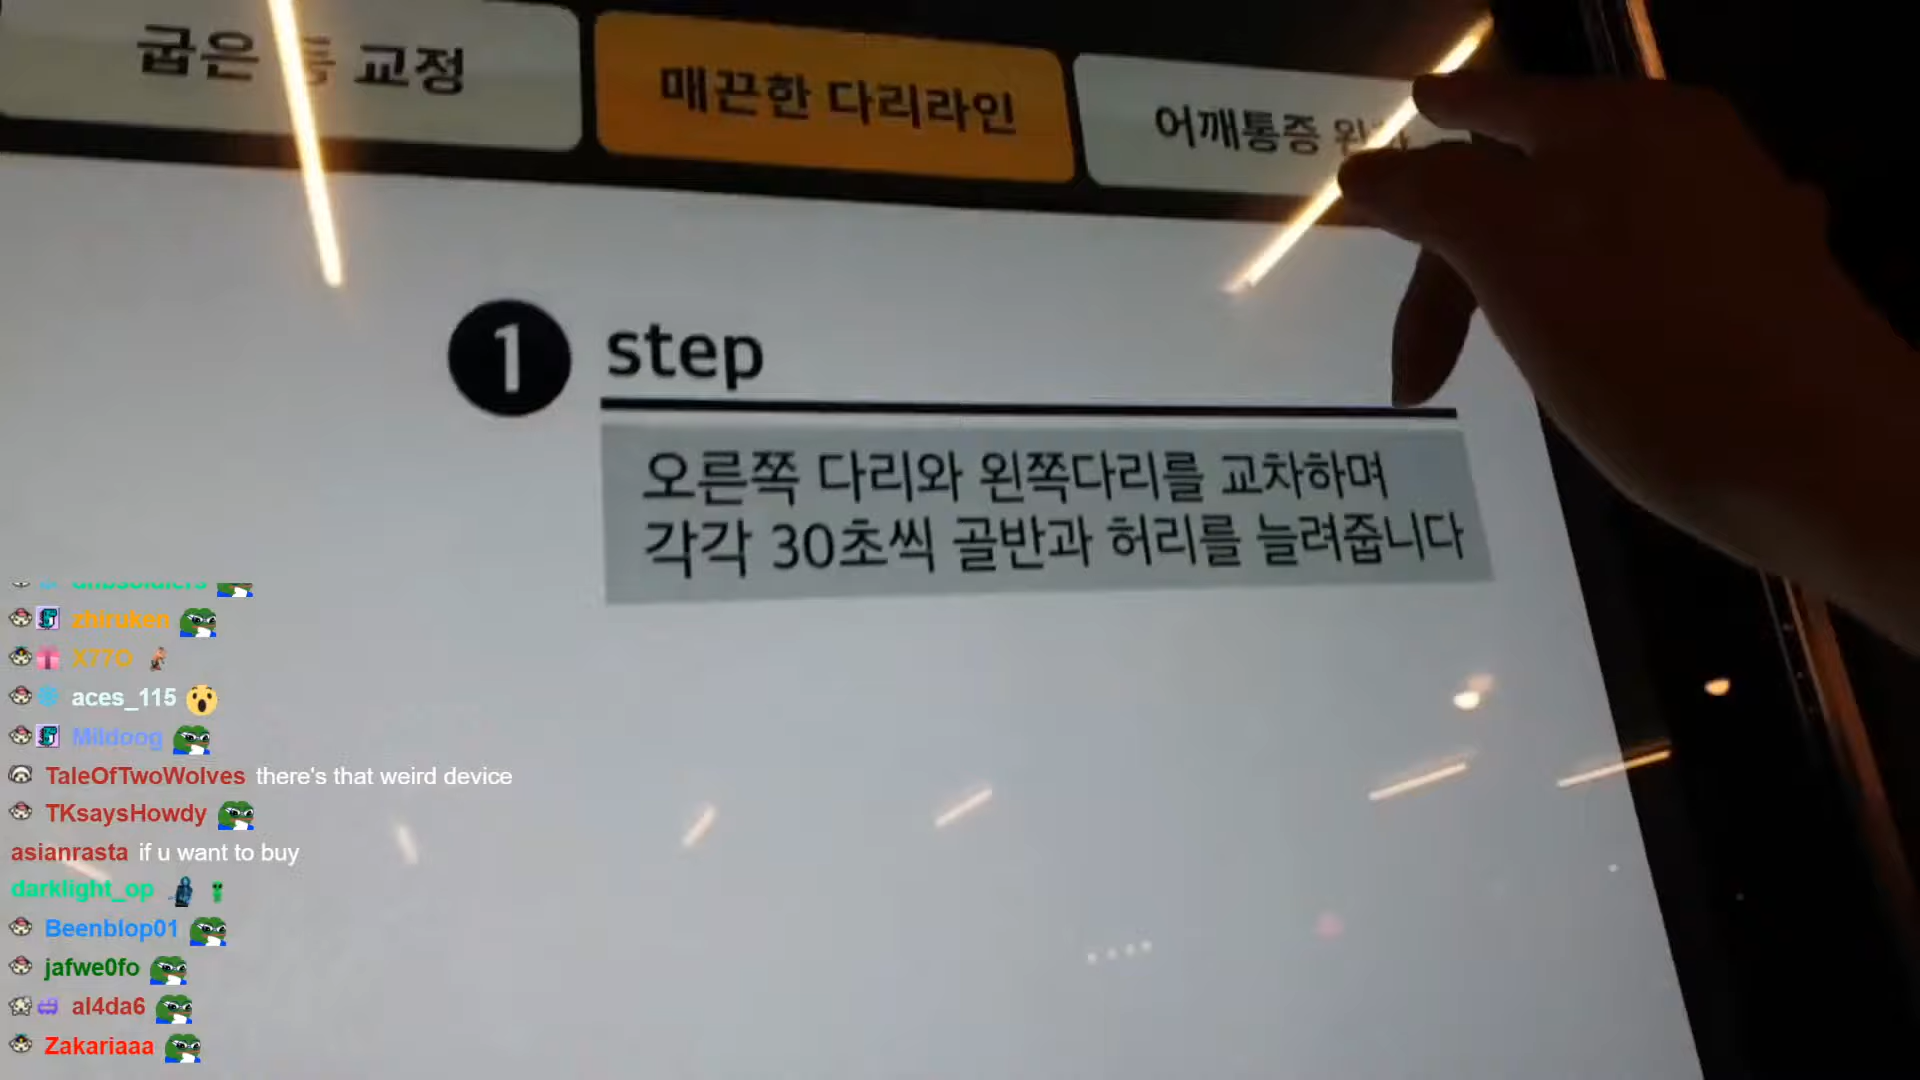 굽은 등 교정
매끈한 다리라인
어깨통증
1 step
오른쪽 다리와 왼쪽다리를 교차하며
각각 30초씩 골반과 허리를 늘려줍니다
zhiruken
X77O
aces_115
Mildoog
TaleOfTwoWolves there's that weird device
TKsaysHowdy
asianrasta if u want to buy
darklight_op
Beenblop01
jafwe0fo
al4da6
Zakariaaa